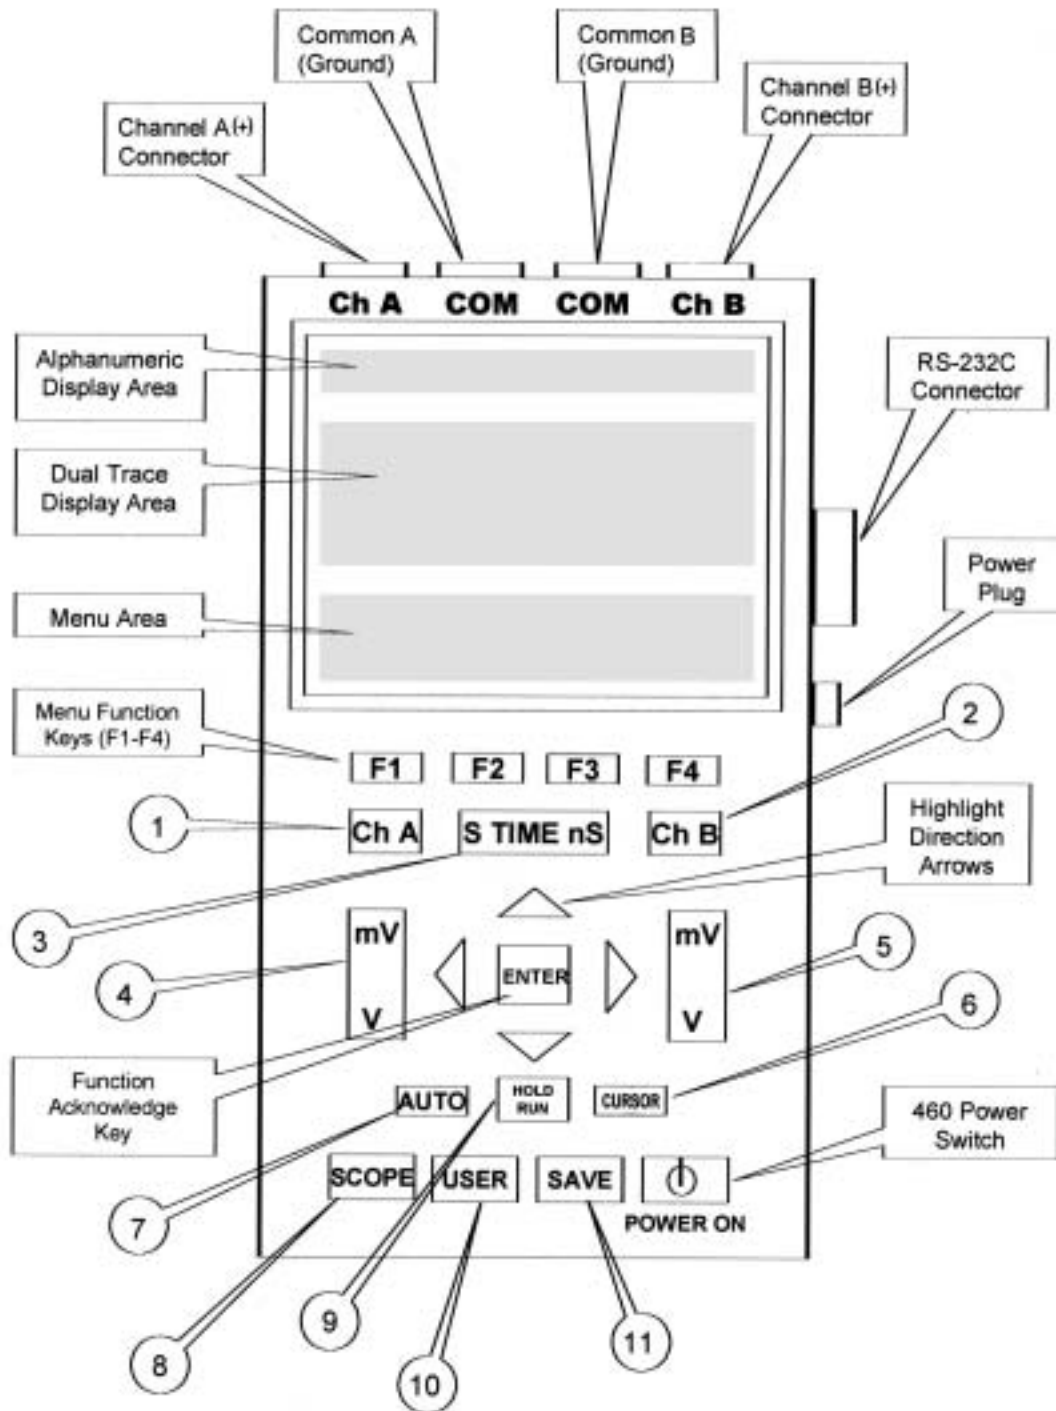 Common A
(Ground)
Common B
(Ground)
Channel A(+)
Connector
Channel B(+)
Connector
Ch A
COM
COM
Ch B
Alphanumeric
Display Area
RS-232C
Connector
Dual Trace
Display Area
Power
Plug
Menu Area
Menu Function
Keys (F1-F4)
2
F1
F2
F3
F4
1
Ch A
S TIME nS
Ch B
Highlight
Direction
Arrows
3
mV
V
ENTER
mV
V
4
5
6
Function
Acknowledge
Key
AUTO
HOLD
RUN
CURSOR
460 Power
Switch
SCOPE
USER
SAVE
POWER ON
7
8
9
10
11